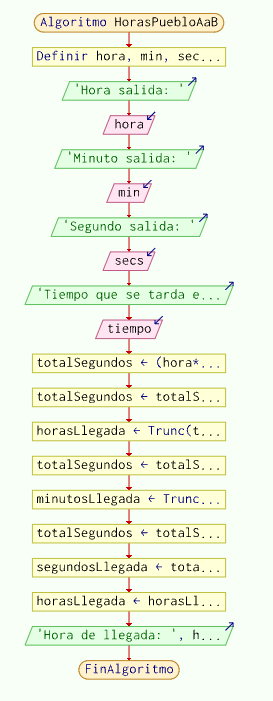 Algoritmo HorasPuebloAaB
Definir hora, min, sec...
'Hora salida: '
hora
'Minuto salida: '
min
'Segundo salida: '
secs
'Tiempo que se tarda e...
tiempo
totalSegundos ← (hora*...
totalSegundos ← totalS...
horasLlegada ← Trunc(t...
totalSegundos ← totalS...
minutosLlegada ← Trunc...
totalSegundos ← totalS...
segundosLlegada ← tota...
horasLlegada ← horasLl...
'Hora de llegada: ', h...
FinAlgoritmo